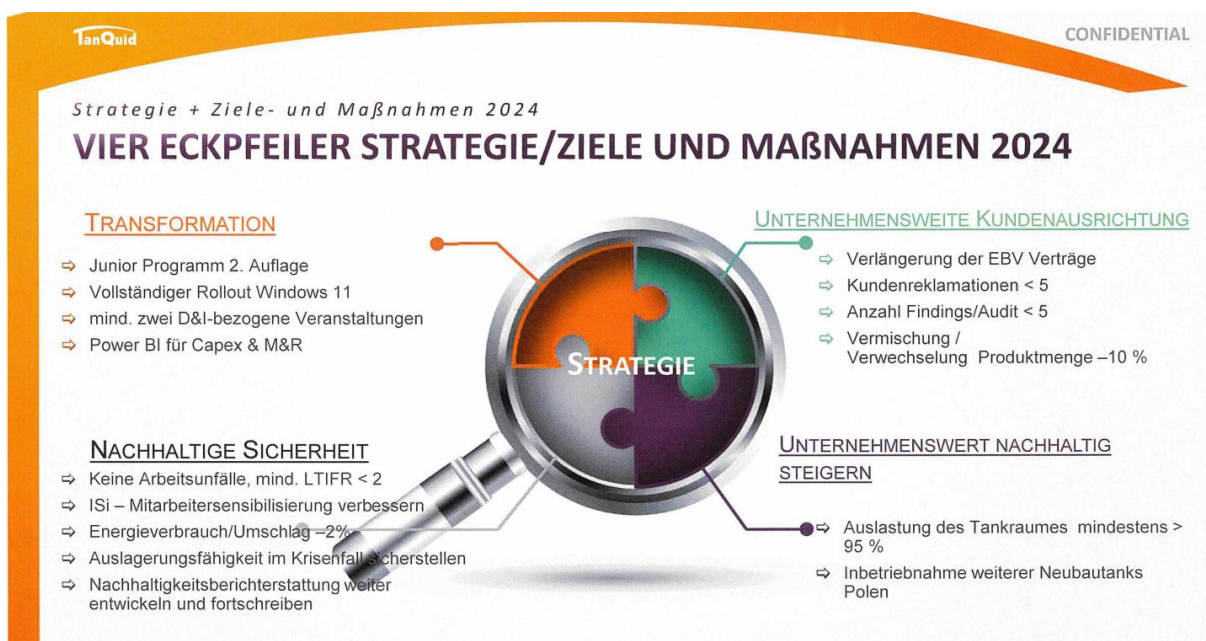 TanQuid
CONFIDENTIAL
Strategie + Ziele- und Maßnahmen 2024
VIER ECKPFEILER STRATEGIE/ZIELE UND MAßNAHMEN 2024
TRANSFORMATION
⇨ Junior Programm 2. Auflage
⇨ Vollständiger Rollout Windows 11
⇨ mind. zwei D&I-bezogene Veranstaltungen
⇨ Power BI für Capex & M&R
UNTERNEHMENSWEITE KUNDENAUSRICHTUNG
⇨ Verlängerung der EBV Verträge
⇨ Kundenreklamationen < 5
⇨ Anzahl Findings/Audit < 5
⇨ Vermischung /
Verwechselung Produktmenge –10 %
STRATEGIE
NACHHALTIGE SICHERHEIT
⇨ Keine Arbeitsunfälle, mind. LTIFR < 2
⇨ ISi – Mitarbeitersensibilisierung verbessern
⇨ Energieverbrauch/Umschlag –2%
⇨ Auslagerungsfähigkeit im Krisenfall sicherstellen
⇨ Nachhaltigkeitsberichterstattung weiter
entwickeln und fortschreiben
UNTERNEHMENSWERT NACHHALTIG
STEIGERN
⇨ Auslastung des Tankraumes mindestens >
95 %
⇨ Inbetriebnahme weiterer Neubautanks
Polen